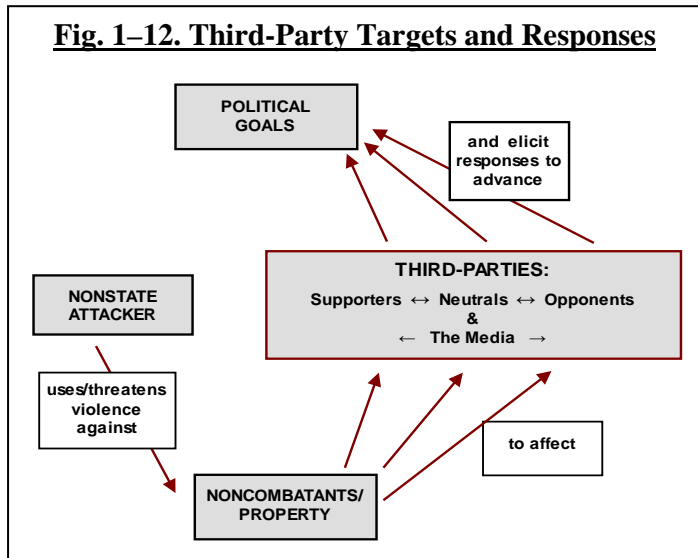 Fig. 1–12. Third-Party Targets and Responses
POLITICAL
GOALS
and elicit
responses to
advance
THIRD-PARTIES:
Supporters ↔ Neutrals ↔ Opponents
&
← The Media →
NONSTATE
ATTACKER
uses/threatens
violence
against
to affect
NONCOMBATANTS/
PROPERTY